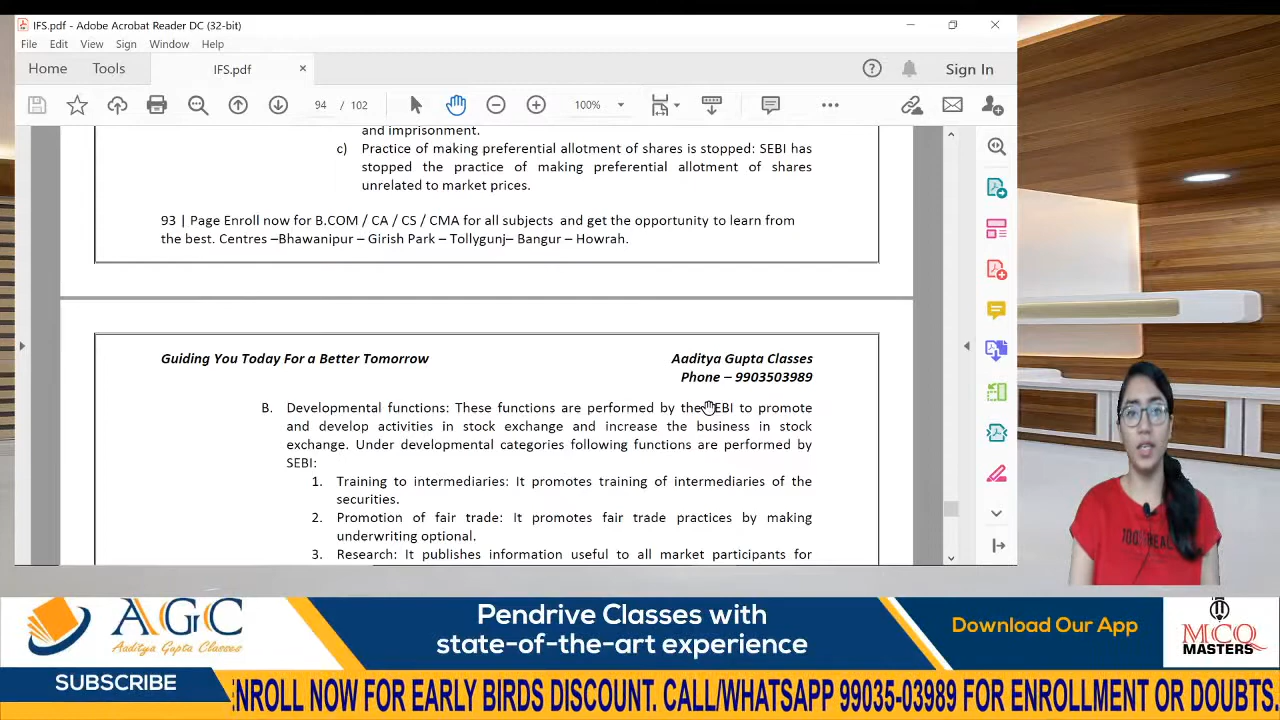 IFS.pdf - Adobe Acrobat Reader DC (32-bit)
File Edit View Sign Window Help
Home Tools IFS.pdf × Sign In
94 / 102 100%
and imprisonment.
c) Practice of making preferential allotment of shares is stopped: SEBI has
stopped the practice of making preferential allotment of shares
unrelated to market prices.
93 | Page Enroll now for B.COM / CA / CS / CMA for all subjects and get the opportunity to learn from
the best. Centres –Bhawanipur – Girish Park – Tollygunj– Bangur – Howrah.
Guiding You Today For a Better Tomorrow
Aaditya Gupta Classes
Phone – 9903503989
B. Developmental functions: These functions are performed by the SEBI to promote
and develop activities in stock exchange and increase the business in stock
exchange. Under developmental categories following functions are performed by
SEBI:
1. Training to intermediaries: It promotes training of intermediaries of the
securities.
2. Promotion of fair trade: It promotes fair trade practices by making
underwriting optional.
3. Research: It publishes information useful to all market participants for
AGC
Aaditya Gupta Classes
SUBSCRIBE
Pendrive Classes with
state-of-the-art experience
Download Our App
MCQ
MASTERS
ENROLL NOW FOR EARLY BIRDS DISCOUNT. CALL/WHATSAPP 99035-03989 FOR ENROLLMENT OR DOUBTS.